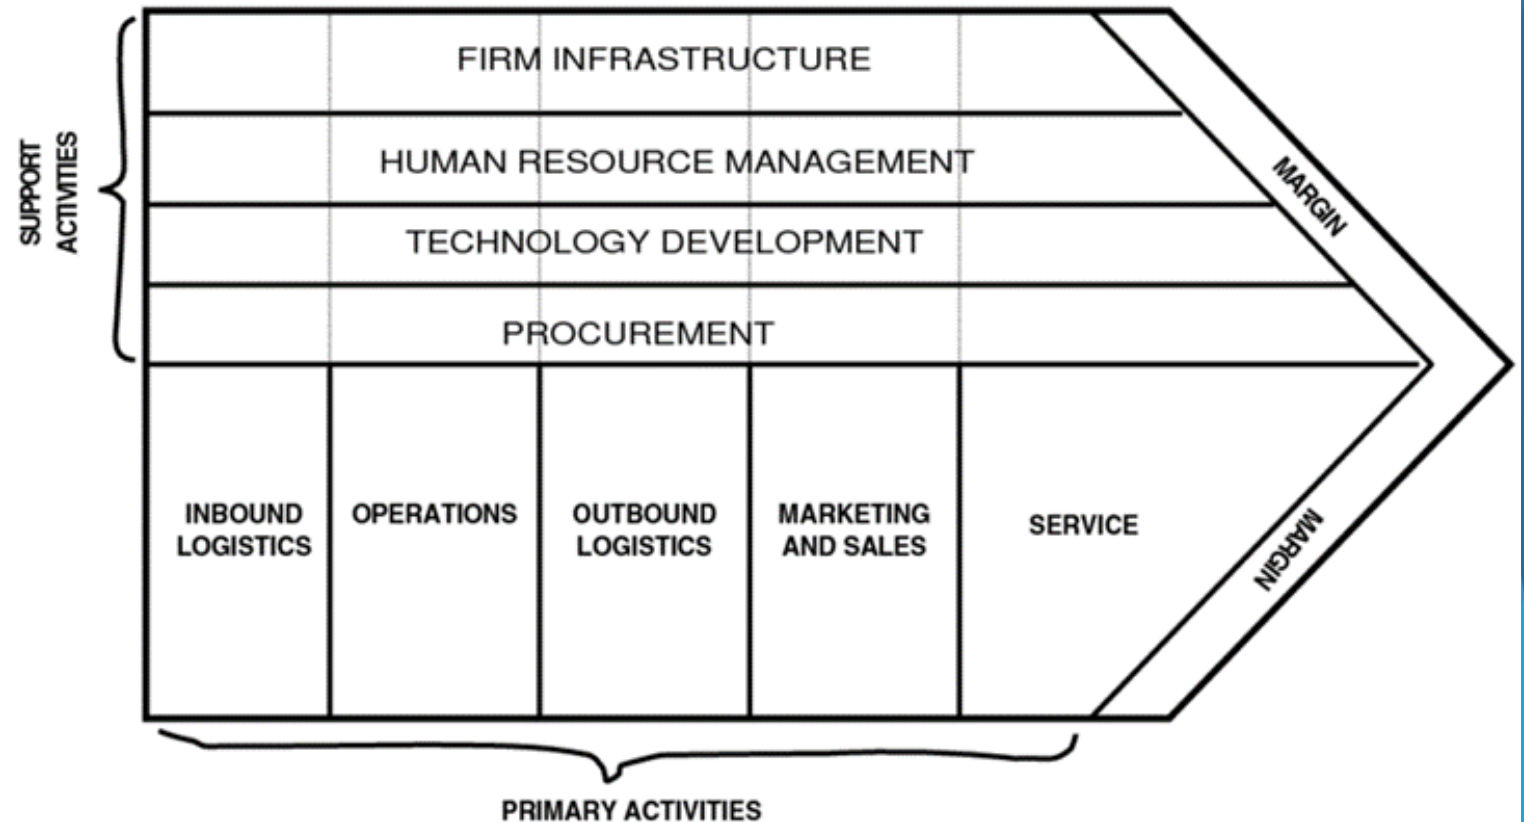 SUPPORT
ACTIVITIES
FIRM INFRASTRUCTURE
HUMAN RESOURCE MANAGEMENT
TECHNOLOGY DEVELOPMENT
PROCUREMENT
MARGIN
INBOUND
LOGISTICS
OPERATIONS
OUTBOUND
LOGISTICS
MARKETING
AND SALES
SERVICE
MARGIN
PRIMARY ACTIVITIES